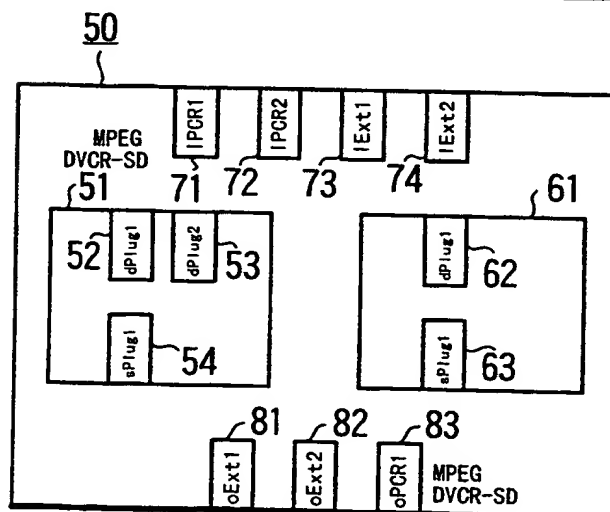 50
IPCR1
IPCR2
IExt1
IExt2
MPEG
DVCR-SD
71
72
73
74
51
61
52
dPlug1
dPlug2
53
dPlug1
62
sPlug1
54
sPlug1
63
81
82
83
oExt1
oExt2
oPCR1
MPEG
DVCR-SD